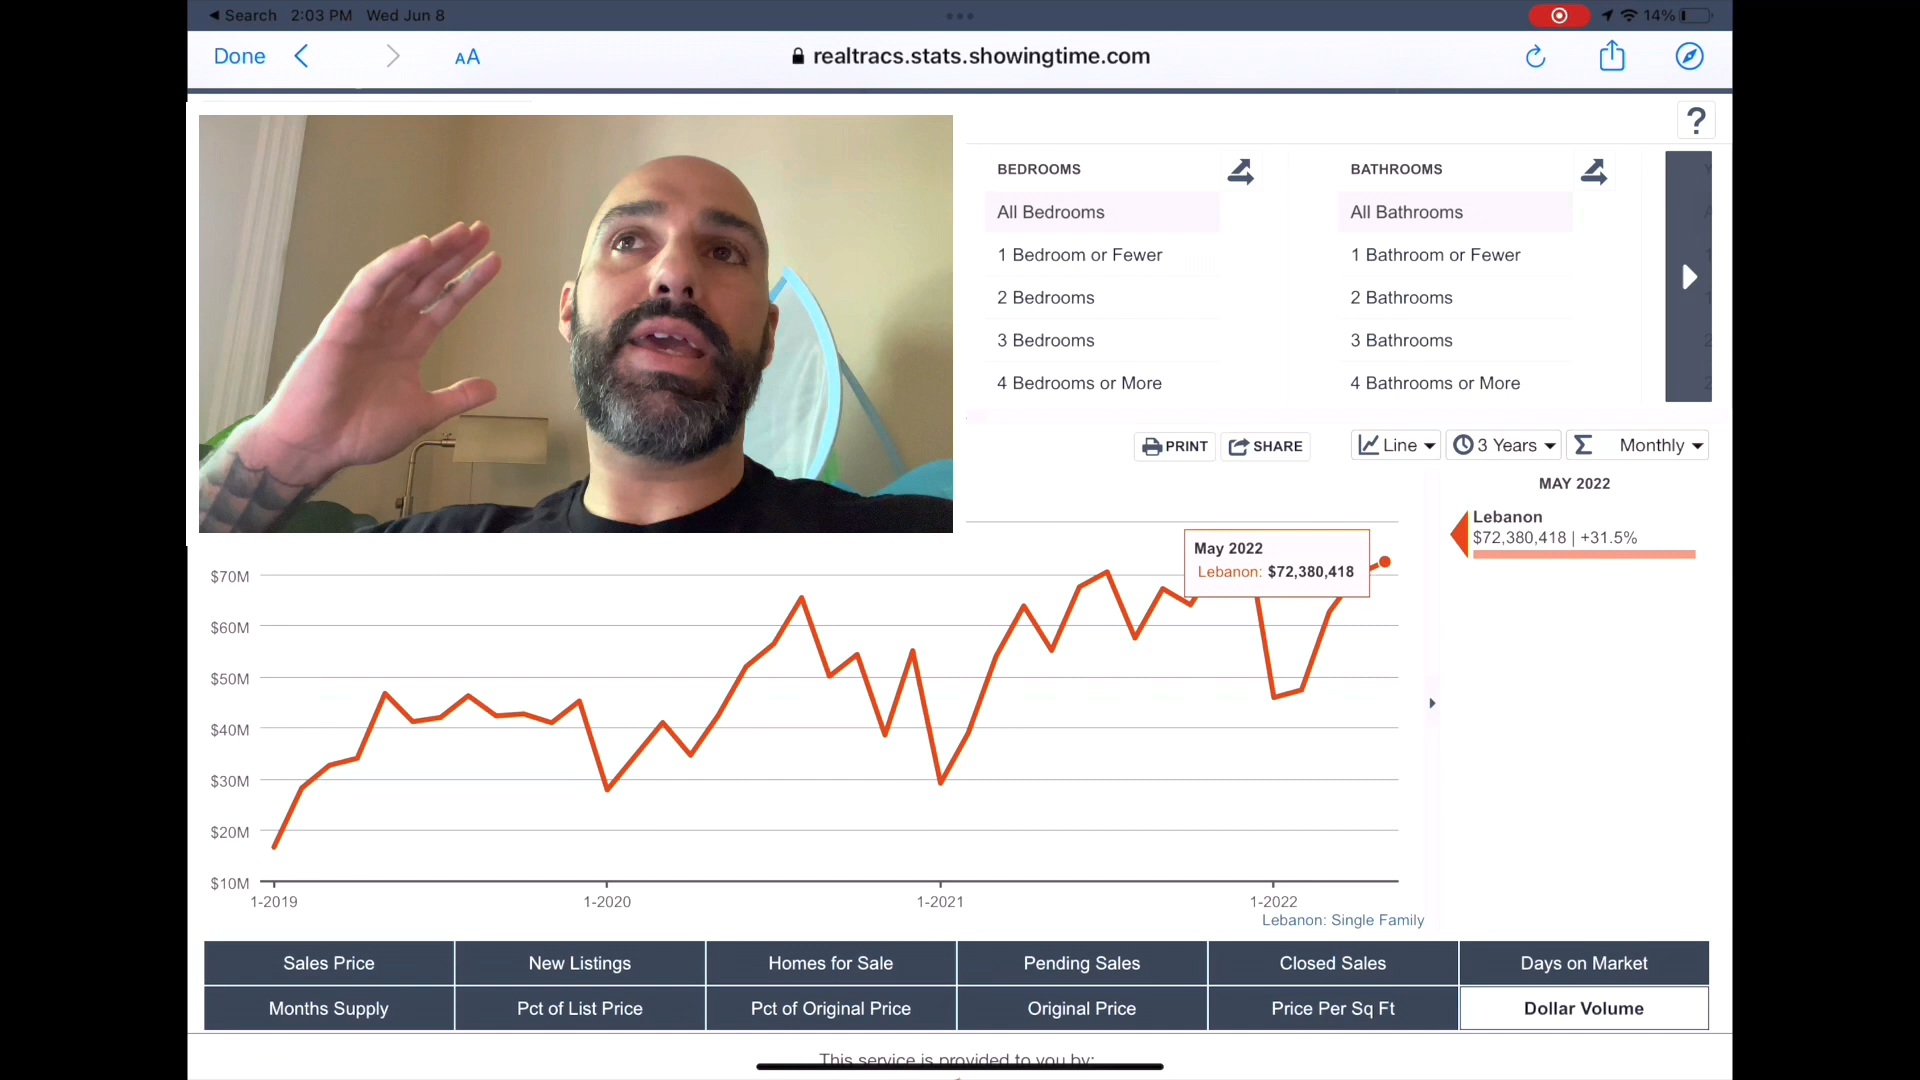 Search 2:03 PM Wed Jun 8
14%
Done
AA
realtracs.stats.showingtime.com
?
BEDROOMS
All Bedrooms
1 Bedroom or Fewer
2 Bedrooms
3 Bedrooms
4 Bedrooms or More
BATHROOMS
All Bathrooms
1 Bathroom or Fewer
2 Bathrooms
3 Bathrooms
4 Bathrooms or More
PRINT
SHARE
Line
3 Years
Σ Monthly
MAY 2022
Lebanon
$72,380,418 | +31.5%
May 2022
Lebanon: $72,380,418
$70M
$60M
$50M
$40M
$30M
$20M
$10M
1-2019
1-2020
1-2021
1-2022
Lebanon: Single Family
Sales Price
New Listings
Homes for Sale
Pending Sales
Closed Sales
Days on Market
Months Supply
Pct of List Price
Pct of Original Price
Original Price
Price Per Sq Ft
Dollar Volume
This service is provided to you by: